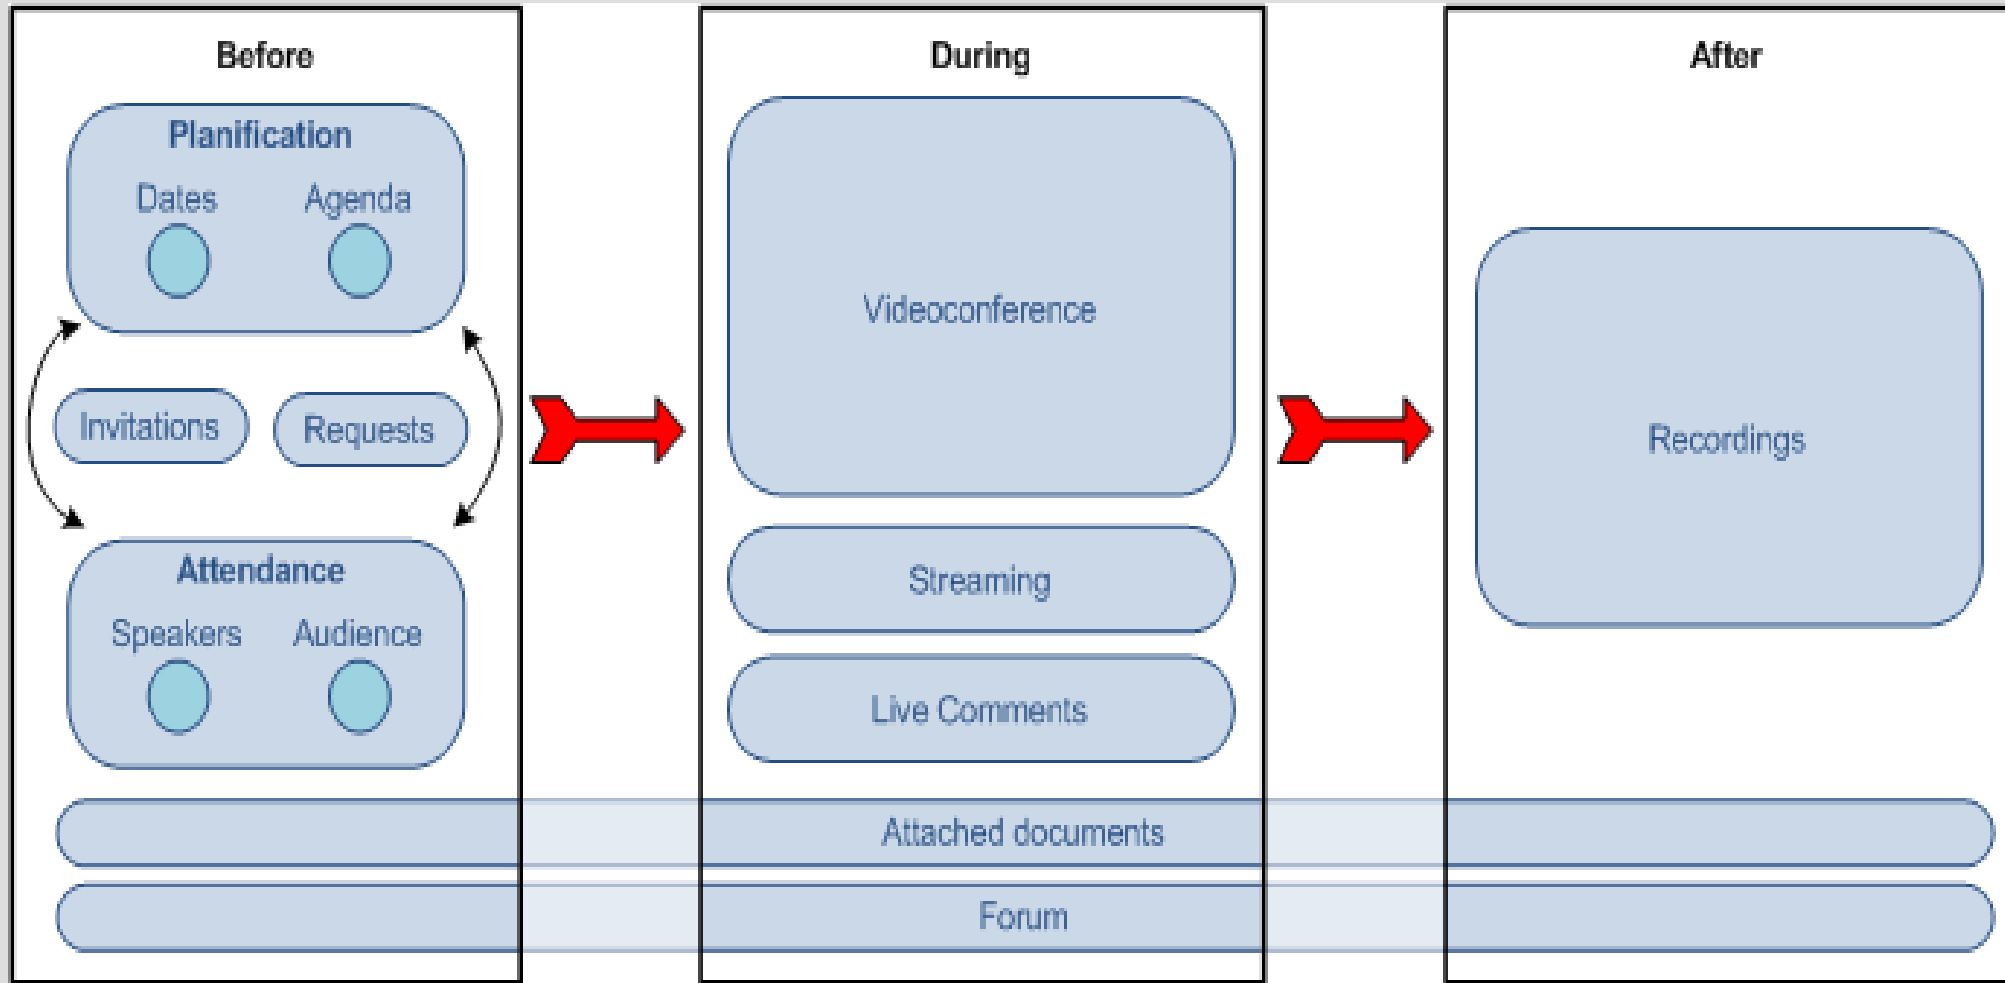 Before
Planification
Dates Agenda
Invitations Requests
Attendance
Speakers Audience
During
Videoconference
Streaming
Live Comments
After
Recordings
Attached documents
Forum